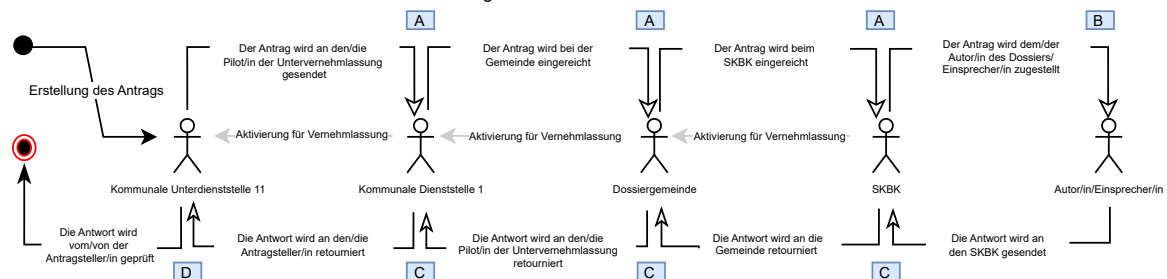 A
A
A
B
Der Antrag wird an den/die
Pilot/in der Untervernehmlassung
gesendet
Der Antrag wird bei der
Gemeinde eingereicht
Der Antrag wird beim
SKBK eingereicht
Der Antrag wird dem/der
Autor/in des Dossiers/
Einsprecher/in zugestellt
Erstellung des Antrags
Aktivierung für Vernehmlassung
Aktivierung für Vernehmlassung
Aktivierung für Vernehmlassung
Kommunale Unterdienststelle 11
Kommunale Dienststelle 1
Dossiergemeinde
SKBK
Autor/in/Einsprecher/in
Die Antwort wird
vom/von der
Antragsteller/in geprüft
Die Antwort wird an den/die
Antragsteller/in retourniert
Die Antwort wird an den/die
Pilot/in der Untervernehmlassung
retourniert
Die Antwort wird an die
Gemeinde retourniert
Die Antwort wird an
den SKBK gesendet
D
C
C
C